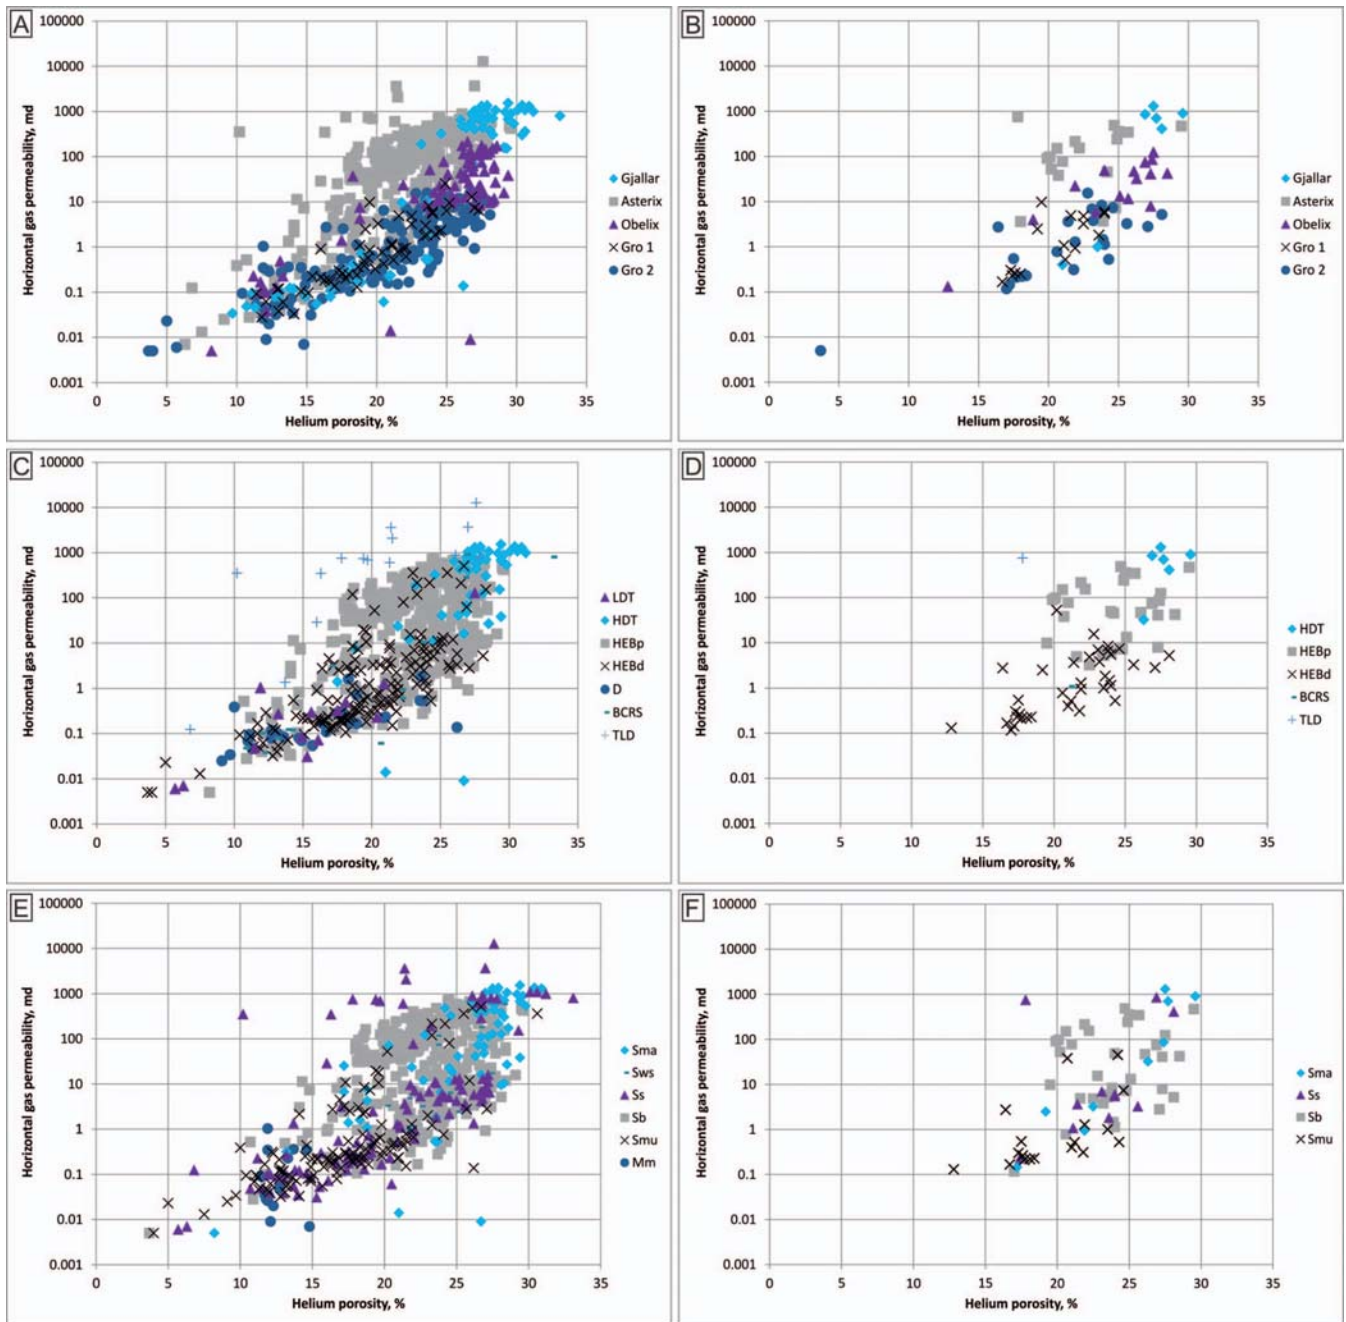 A
Horizontal gas permeability, md
100000
10000
1000
100
10
1
0.1
0.01
0.001
0 5 10 15 20 25 30 35
Helium porosity, %
Gjallar
Asterix
Obelix
Gro 1
Gro 2
B
Horizontal gas permeability, md
100000
10000
1000
100
10
1
0.1
0.01
0.001
0 5 10 15 20 25 30 35
Helium porosity, %
Gjallar
Asterix
Obelix
Gro 1
Gro 2
C
Horizontal gas permeability, md
100000
10000
1000
100
10
1
0.1
0.01
0.001
0 5 10 15 20 25 30 35
Helium porosity, %
LDT
HDT
HEBp
HEBd
D
BCRS
TLD
D
Horizontal gas permeability, md
100000
10000
1000
100
10
1
0.1
0.01
0.001
0 5 10 15 20 25 30 35
Helium porosity, %
HDT
HEBp
HEBd
BCRS
TLD
E
Horizontal gas permeability, md
100000
10000
1000
100
10
1
0.1
0.01
0.001
0 5 10 15 20 25 30 35
Helium porosity, %
Sma
Sws
Ss
Sb
Smu
Mm
F
Horizontal gas permeability, md
100000
10000
1000
100
10
1
0.1
0.01
0.001
0 5 10 15 20 25 30 35
Helium porosity, %
Sma
Ss
Sb
Smu